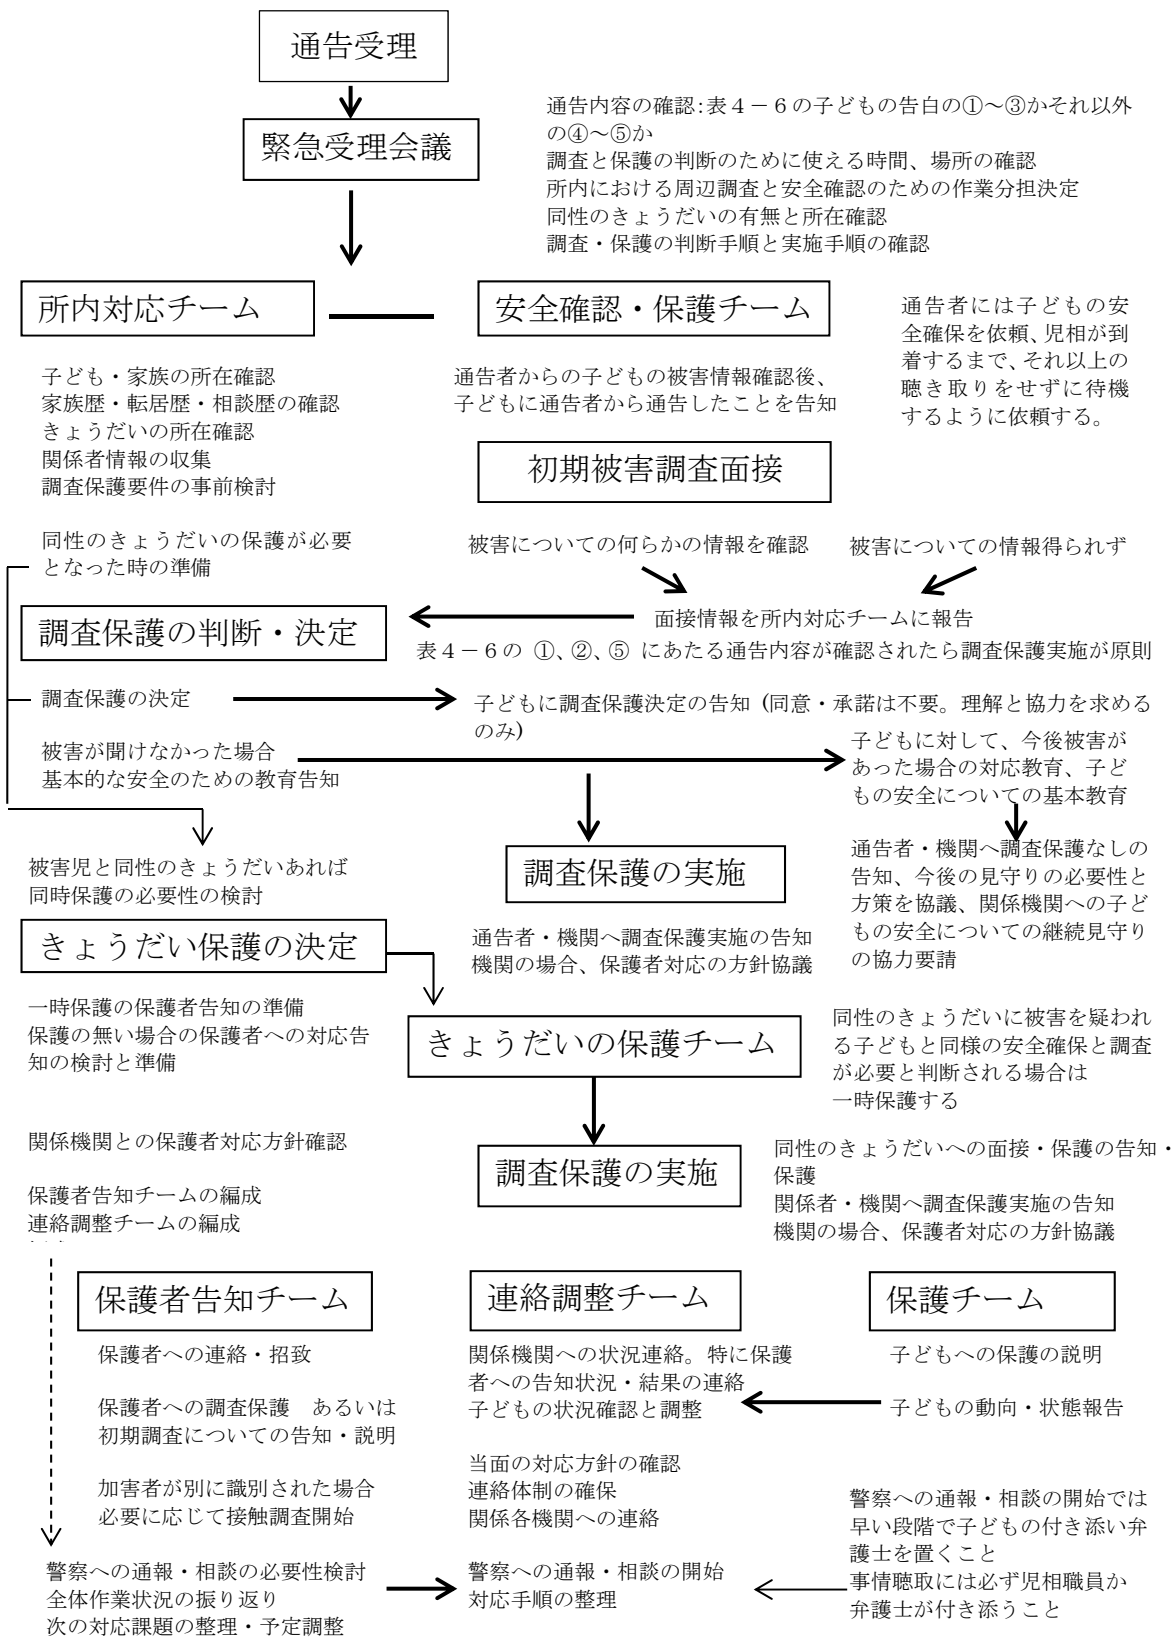 通告受理
緊急受理会議
通告内容の確認：表４－６の子どもの告白の①～③かそれ以外
の④～⑤か
調査と保護の判断のために使える時間、場所の確認
所内における周辺調査と安全確認のための作業分担決定
同性のきょうだいの有無と所在確認
調査・保護の判断手順と実施手順の確認
所内対応チーム
安全確認・保護チーム
通告者には子どもの安
全確保を依頼、児相が到
着するまで、それ以上の
聴き取りをせずに待機
するように依頼する。
子ども・家族の所在確認
家族歴・転居歴・相談歴の確認
きょうだいの所在確認
関係者情報の収集
調査保護要件の事前検討
通告者からの子どもの被害情報確認後、
子どもに通告者から通告したことを告知
初期被害調査面接
同性のきょうだいの保護が必要
となった時の準備
被害についての何らかの情報を確認
被害についての情報得られず
面接情報を所内対応チームに報告
調査保護の判断・決定
表４－６の ①、②、⑤ にあたる通告内容が確認されたら調査保護実施が原則
調査保護の決定
子どもに調査保護決定の告知 (同意・承諾は不要。理解と協力を求める
のみ)
被害が聞けなかった場合
基本的な安全のための教育告知
子どもに対して、今後被害が
あった場合の対応教育、子ど
もの安全についての基本教育
被害児と同性のきょうだいあれば
同時保護の必要性の検討
調査保護の実施
通告者・機関へ調査保護なしの
告知、今後の見守りの必要性と
方策を協議、関係機関への子ど
もの安全についての継続見守り
の協力要請
きょうだい保護の決定
通告者・機関へ調査保護実施の告知
機関の場合、保護者対応の方針協議
一時保護の保護者告知の準備
保護の無い場合の保護者への対応告
知の検討と準備
きょうだいの保護チーム
同性のきょうだいに被害を疑われ
る子どもと同様の安全確保と調査
が必要と判断される場合は
一時保護する
関係機関との保護者対応方針確認
保護者告知チームの編成
連絡調整チームの編成
調査保護の実施
同性のきょうだいへの面接・保護の告知・
保護
関係者・機関へ調査保護実施の告知
機関の場合、保護者対応の方針協議
保護者告知チーム
連絡調整チーム
保護チーム
保護者への連絡・招致
保護者への調査保護　あるいは
初期調査についての告知・説明
加害者が別に識別された場合
必要に応じて接触調査開始
関係機関への状況連絡。特に保護
者への告知状況・結果の連絡
子どもの状況確認と調整
当面の対応方針の確認
連絡体制の確保
関係各機関への連絡
子どもへの保護の説明
子どもの動向・状態報告
警察への通報・相談の必要性検討
全体作業状況の振り返り
次の対応課題の整理・予定調整
警察への通報・相談の開始
対応手順の整理
警察への通報・相談の開始では
早い段階で子どもの付き添い弁
護士を置くこと
事情聴取には必ず児相職員か
弁護士が付き添うこと